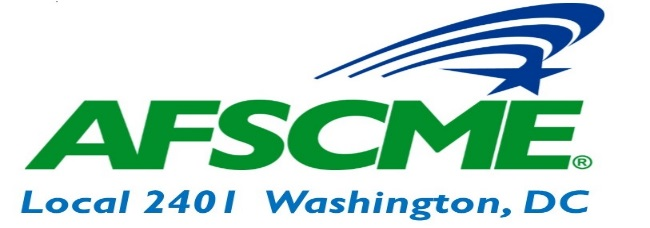 AFSCME®
Local 2401 Washington, DC